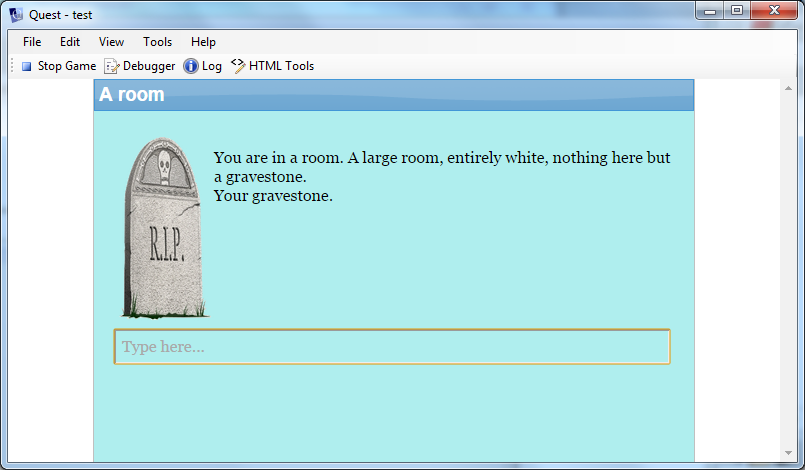 Quest - test
File Edit View Tools Help
Stop Game Debugger Log HTML Tools
A room
You are in a room. A large room, entirely white, nothing here but
a gravestone.
Your gravestone.
R.I.P.
Type here...